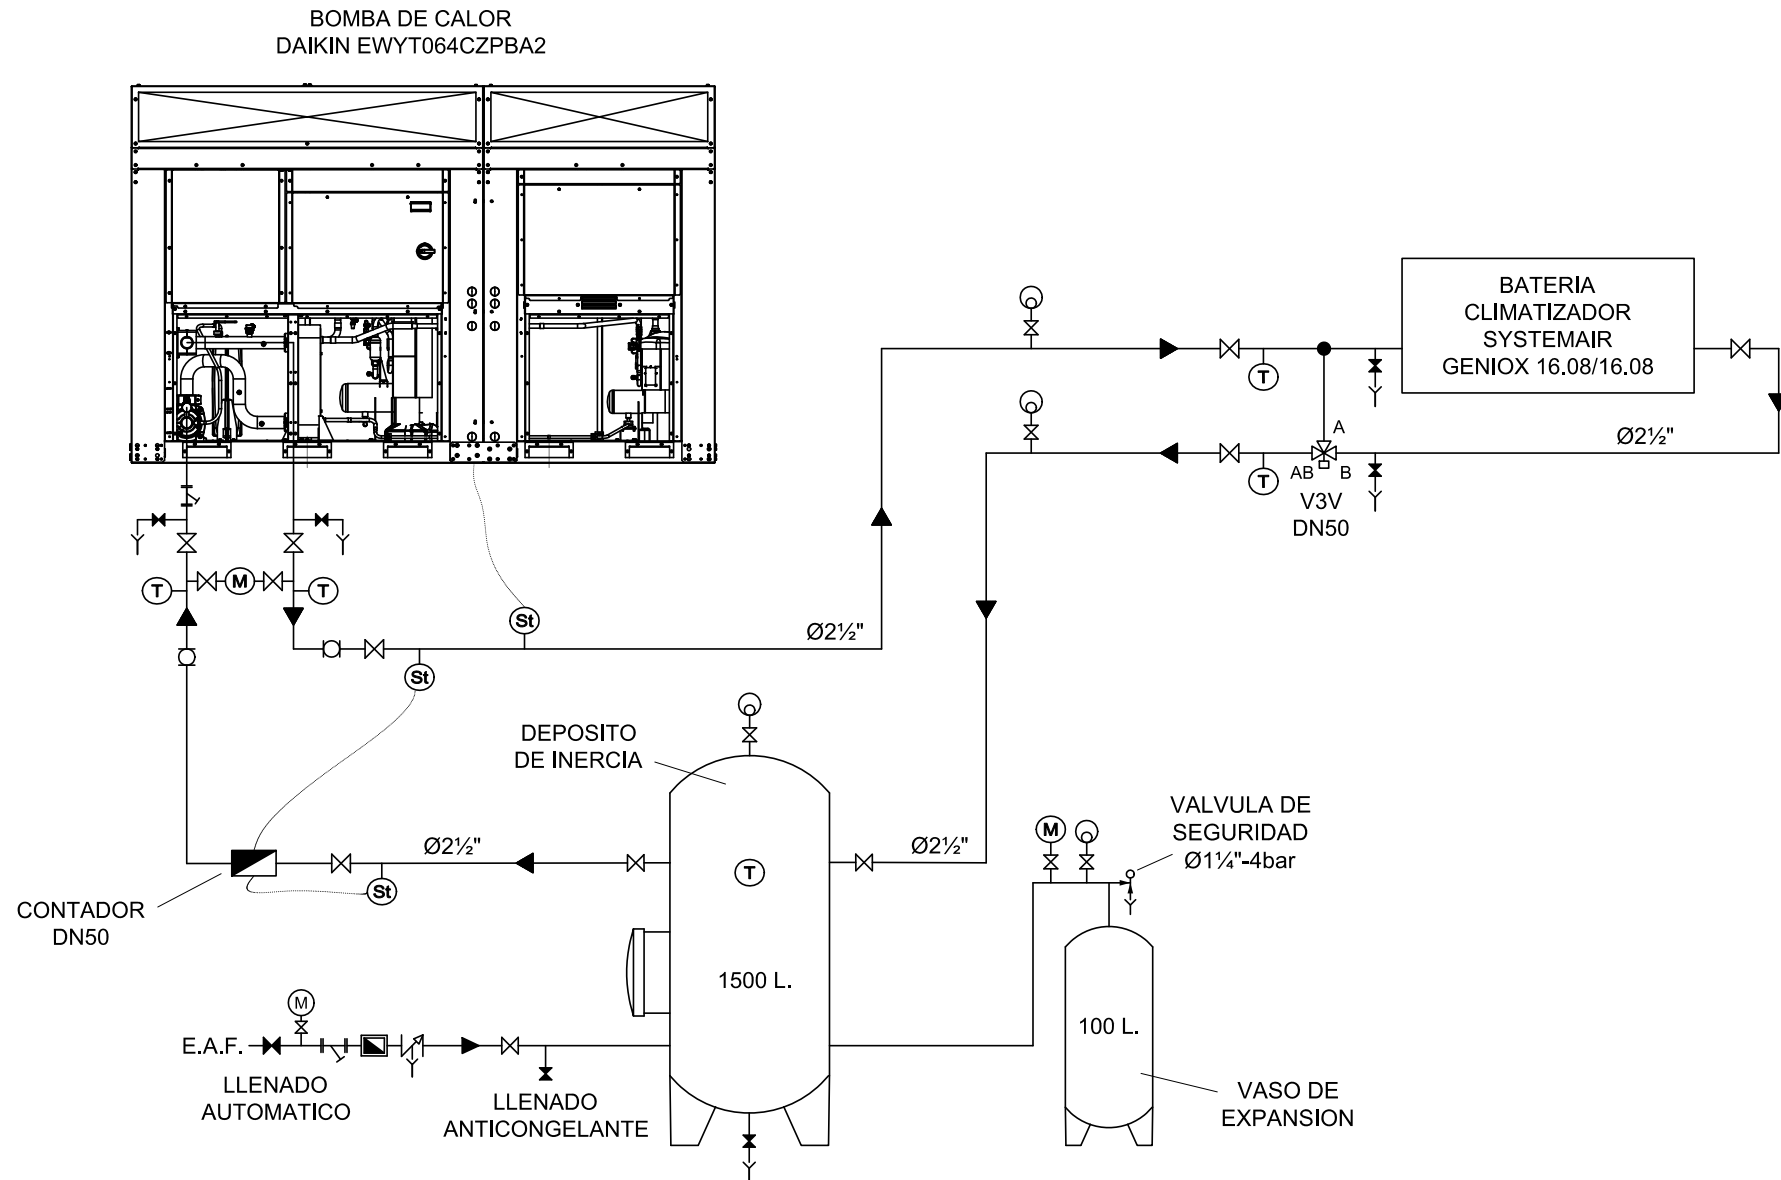 BOMBA DE CALOR
DAIKIN EWYT064CZPBA2
BATERIA
CLIMATIZADOR
SYSTEMAIR
GENIOX 16.08/16.08
T
A
Ø2½"
AB
B
T
V3V
DN50
T
M
T
St
Ø2½"
St
DEPOSITO
DE INERCIA
VALVULA DE
SEGURIDAD
Ø1¼"-4bar
M
Ø2½"
Ø2½"
T
St
CONTADOR
DN50
1500 L.
M
100 L.
E.A.F.
LLENADO
AUTOMATICO
LLENADO
ANTICONGELANTE
VASO DE
EXPANSION